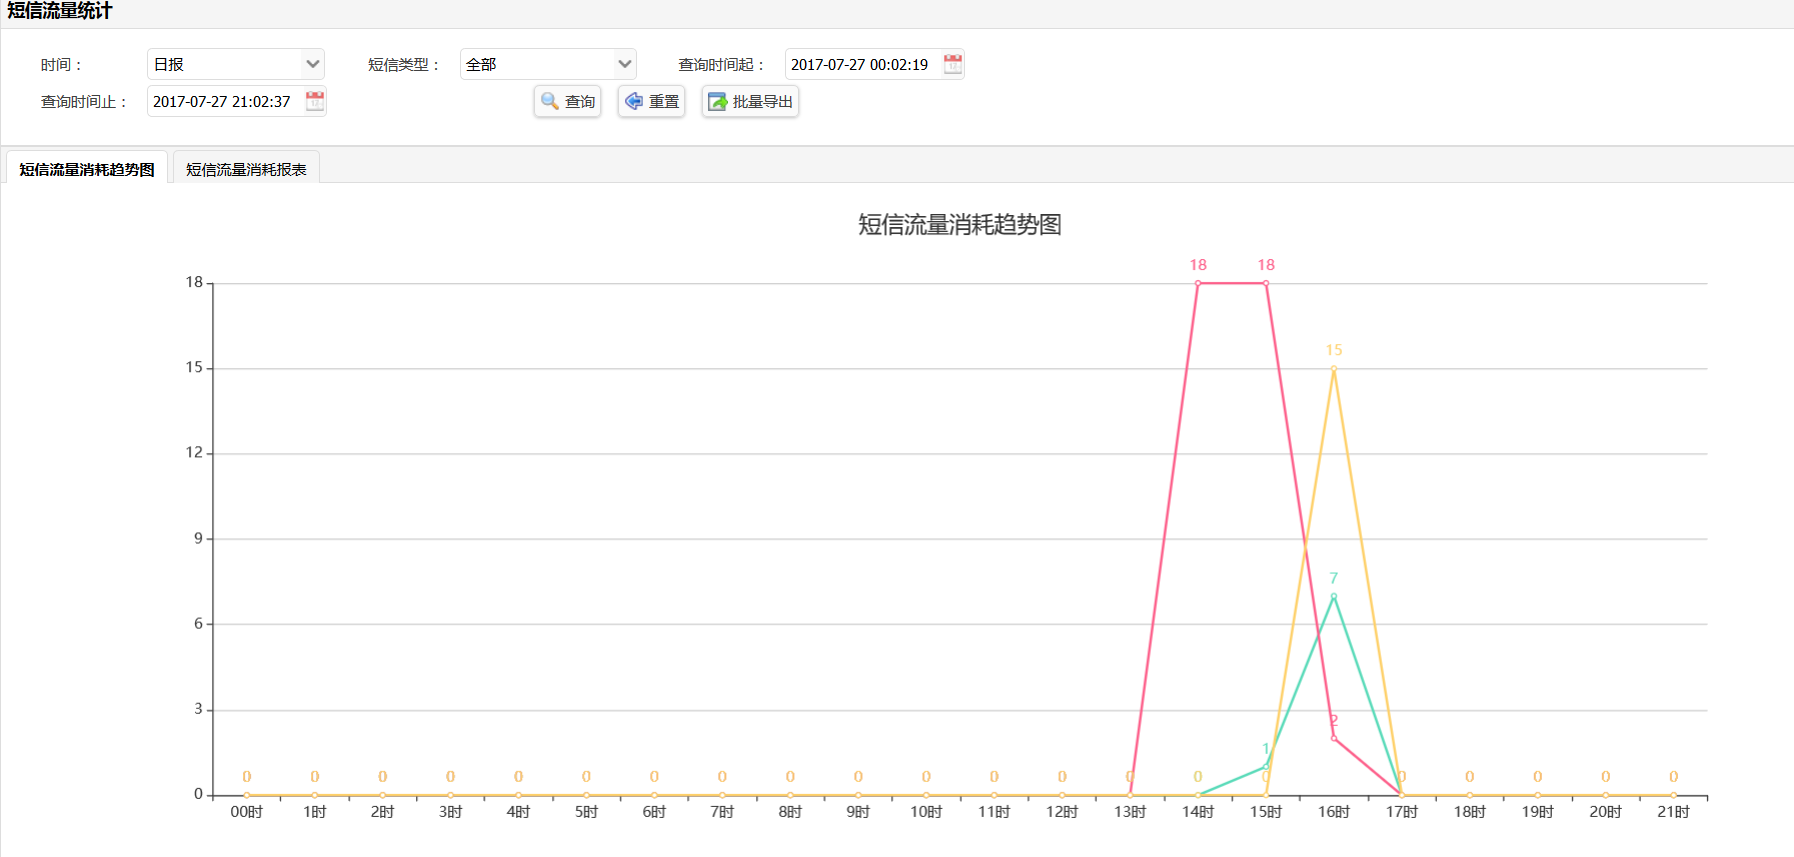 短信流量统计
时间： 日报 短信类型： 全部 查询时间起： 2017-07-27 00:02:19
查询时间止： 2017-07-27 21:02:37 查询 重置 批量导出
短信流量消耗趋势图 短信流量消耗报表
短信流量消耗趋势图
18 18
18
15
15
12
9
7
6
3
2
1
0 0 0 0 0 0 0 0 0 0 0 0 0 0 0 0 0 0 0 0 0
0
00时 1时 2时 3时 4时 5时 6时 7时 8时 9时 10时 11时 12时 13时 14时 15时 16时 17时 18时 19时 20时 21时